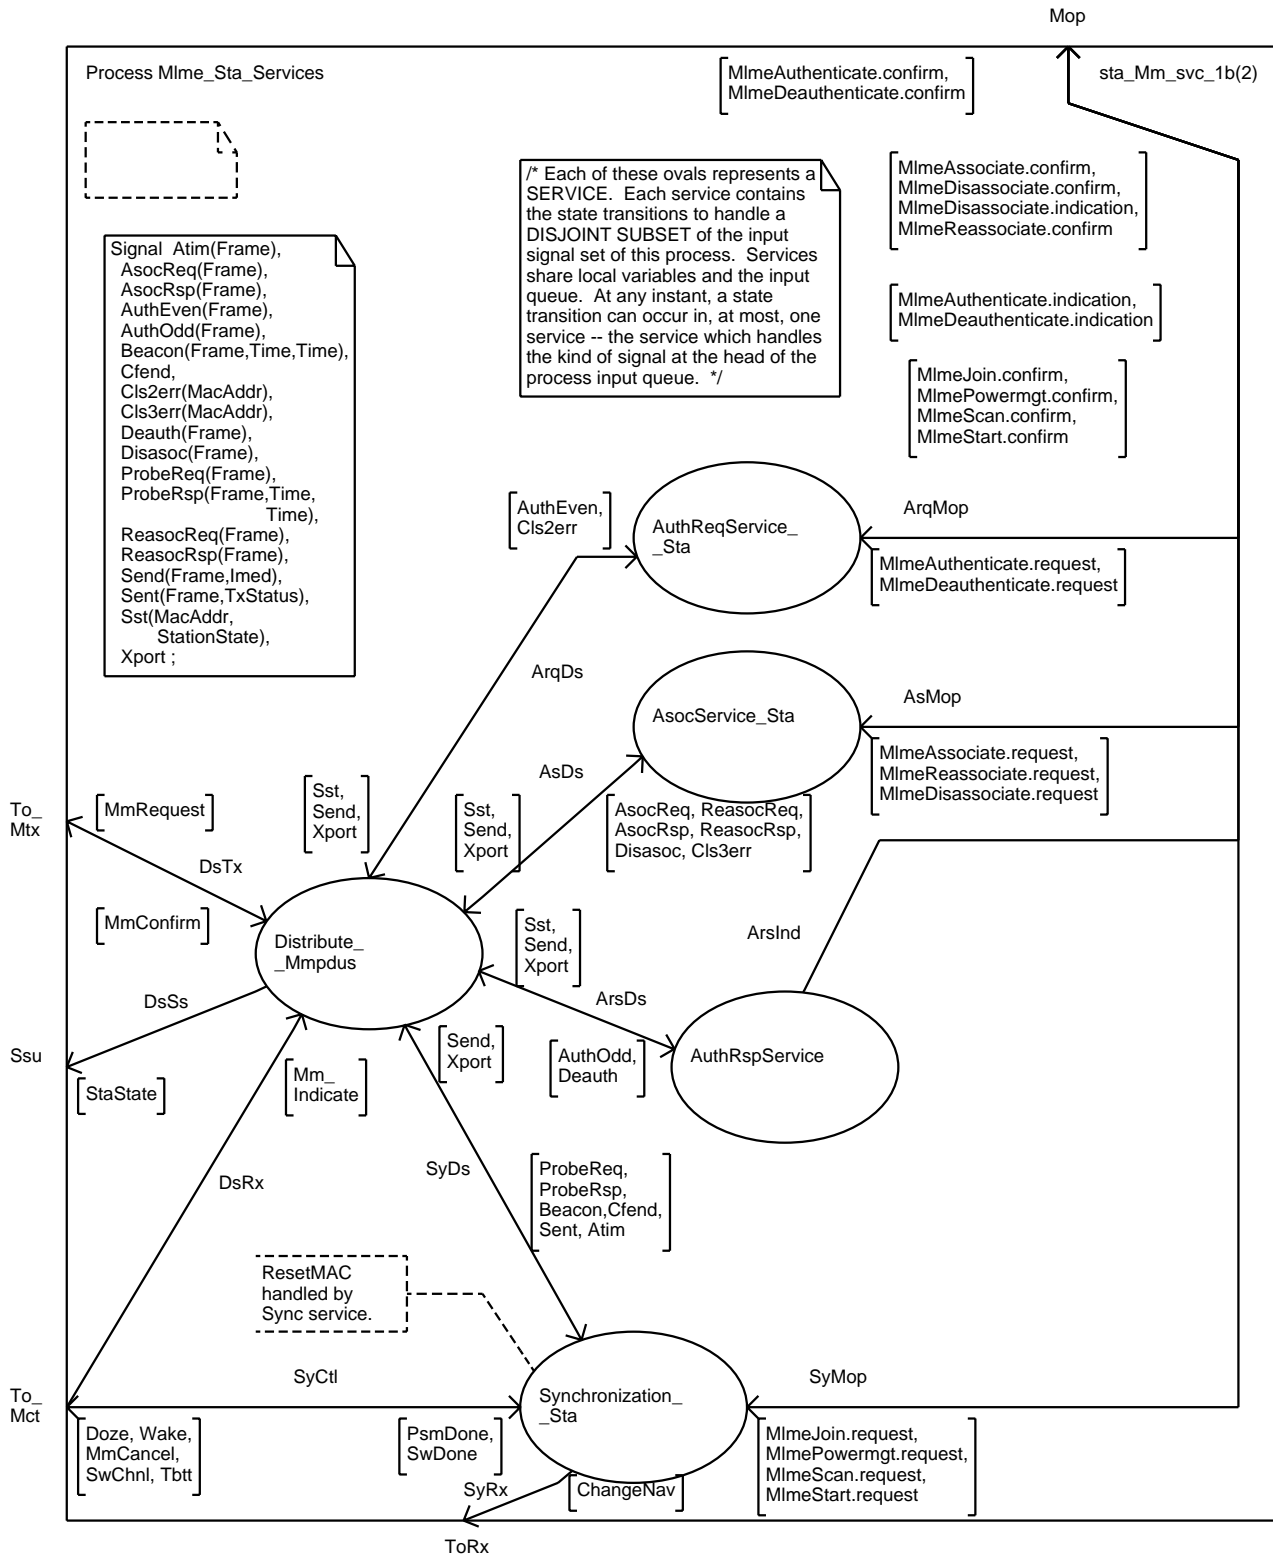 Mop
Process Mlme_Sta_Services
MlmeAuthenticate.confirm,
MlmeDeauthenticate.confirm
sta_Mm_svc_1b(2)
/* Each of these ovals represents a
SERVICE.  Each service contains
the state transitions to handle a
DISJOINT SUBSET of the input
signal set of this process.  Services
share local variables and the input
queue.  At any instant, a state
transition can occur in, at most, one
service -- the service which handles
the kind of signal at the head of the
process input queue.  */
MlmeAssociate.confirm,
MlmeDisassociate.confirm,
MlmeDisassociate.indication,
MlmeReassociate.confirm
Signal  Atim(Frame),
AsocReq(Frame),
AsocRsp(Frame),
AuthEven(Frame),
AuthOdd(Frame),
Beacon(Frame,Time,Time),
Cfend,
Cls2err(MacAddr),
Cls3err(MacAddr),
Deauth(Frame),
Disasoc(Frame),
ProbeReq(Frame),
ProbeRsp(Frame,Time,
Time),
ReasocReq(Frame),
ReasocRsp(Frame),
Send(Frame,Imed),
Sent(Frame,TxStatus),
Sst(MacAddr,
StationState),
Xport ;
MlmeAuthenticate.indication,
MlmeDeauthenticate.indication
MlmeJoin.confirm,
MlmePowermgt.confirm,
MlmeScan.confirm,
MlmeStart.confirm
AuthEven,
Cls2err
AuthReqService_
_Sta
ArqMop
MlmeAuthenticate.request,
MlmeDeauthenticate.request
ArqDs
AsocService_Sta
AsMop
MlmeAssociate.request,
MlmeReassociate.request,
MlmeDisassociate.request
AsDs
To_
Mtx
MmRequest
Sst,
Send,
Xport
Sst,
Send,
Xport
AsocReq, ReasocReq,
AsocRsp, ReasocRsp,
Disasoc, Cls3err
DsTx
MmConfirm
Distribute_
_Mmpdus
Sst,
Send,
Xport
ArsInd
DsSs
ArsDs
Ssu
StaState
Mm_
Indicate
Send,
Xport
AuthOdd,
Deauth
AuthRspService
DsRx
SyDs
ProbeReq,
ProbeRsp,
Beacon,Cfend,
Sent, Atim
ResetMAC
handled by
Sync service.
SyCtl
SyMop
To_
Mct
Synchronization_
_Sta
Doze, Wake,
MmCancel,
SwChnl, Tbtt
PsmDone,
SwDone
MlmeJoin.request,
MlmePowermgt.request,
MlmeScan.request,
MlmeStart.request
SyRx
ChangeNav
ToRx